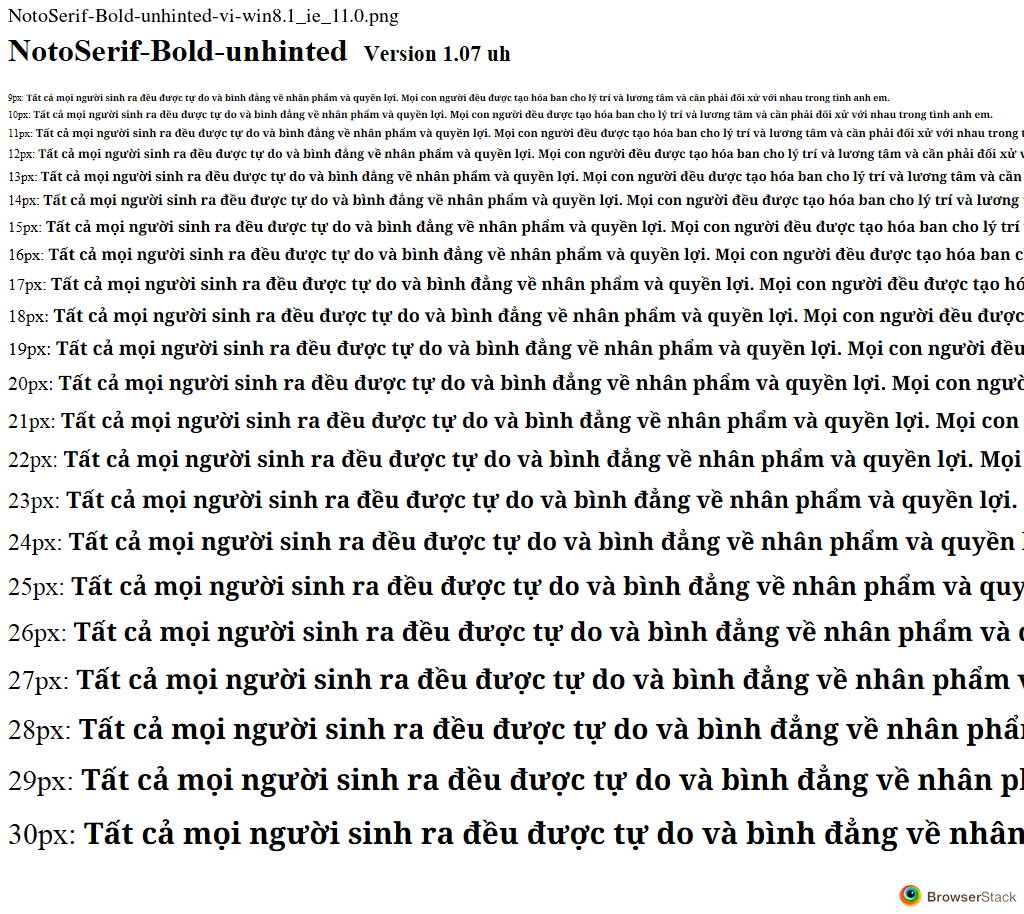 NotoSerif-Bold-unhinted-vi-win8.1_ie_11.0.png
NotoSerif-Bold-unhinted Version 1.07 uh
9px: Tất cả mọi người sinh ra đều được tự do và bình đẳng về nhân phẩm và quyền lợi. Mọi con người đều được tạo hóa ban cho lý trí và lương tâm và cần phải đối xử với nhau trong tình anh em.
10px: Tất cả mọi người sinh ra đều được tự do và bình đẳng về nhân phẩm và quyền lợi. Mọi con người đều được tạo hóa ban cho lý trí và lương tâm và cần phải đối xử với nhau trong tình anh em.
11px: Tất cả mọi người sinh ra đều được tự do và bình đẳng về nhân phẩm và quyền lợi. Mọi con người đều được tạo hóa ban cho lý trí và lương tâm và cần phải đối xử với nhau trong
12px: Tất cả mọi người sinh ra đều được tự do và bình đẳng về nhân phẩm và quyền lợi. Mọi con người đều được tạo hóa ban cho lý trí và lương tâm và cần phải đối xử
13px: Tất cả mọi người sinh ra đều được tự do và bình đẳng về nhân phẩm và quyền lợi. Mọi con người đều được tạo hóa ban cho lý trí và lương tâm và cần
14px: Tất cả mọi người sinh ra đều được tự do và bình đẳng về nhân phẩm và quyền lợi. Mọi con người đều được tạo hóa ban cho lý trí và lương
15px: Tất cả mọi người sinh ra đều được tự do và bình đẳng về nhân phẩm và quyền lợi. Mọi con người đều được tạo hóa ban cho lý trí
16px: Tất cả mọi người sinh ra đều được tự do và bình đẳng về nhân phẩm và quyền lợi. Mọi con người đều được tạo hóa ban
17px: Tất cả mọi người sinh ra đều được tự do và bình đẳng về nhân phẩm và quyền lợi. Mọi con người đều được tạo hó
18px: Tất cả mọi người sinh ra đều được tự do và bình đẳng về nhân phẩm và quyền lợi. Mọi con người đều được
19px: Tất cả mọi người sinh ra đều được tự do và bình đẳng về nhân phẩm và quyền lợi. Mọi con người đều
20px: Tất cả mọi người sinh ra đều được tự do và bình đẳng về nhân phẩm và quyền lợi. Mọi con ngườ
21px: Tất cả mọi người sinh ra đều được tự do và bình đẳng về nhân phẩm và quyền lợi. Mọi con
22px: Tất cả mọi người sinh ra đều được tự do và bình đẳng về nhân phẩm và quyền lợi. Mọi
23px: Tất cả mọi người sinh ra đều được tự do và bình đẳng về nhân phẩm và quyền lợi.
24px: Tất cả mọi người sinh ra đều được tự do và bình đẳng về nhân phẩm và quyền
25px: Tất cả mọi người sinh ra đều được tự do và bình đẳng về nhân phẩm và quy
26px: Tất cả mọi người sinh ra đều được tự do và bình đẳng về nhân phẩm và
27px: Tất cả mọi người sinh ra đều được tự do và bình đẳng về nhân phẩm
28px: Tất cả mọi người sinh ra đều được tự do và bình đẳng về nhân phẩ
29px: Tất cả mọi người sinh ra đều được tự do và bình đẳng về nhân p
30px: Tất cả mọi người sinh ra đều được tự do và bình đẳng về nhân
BrowserStack